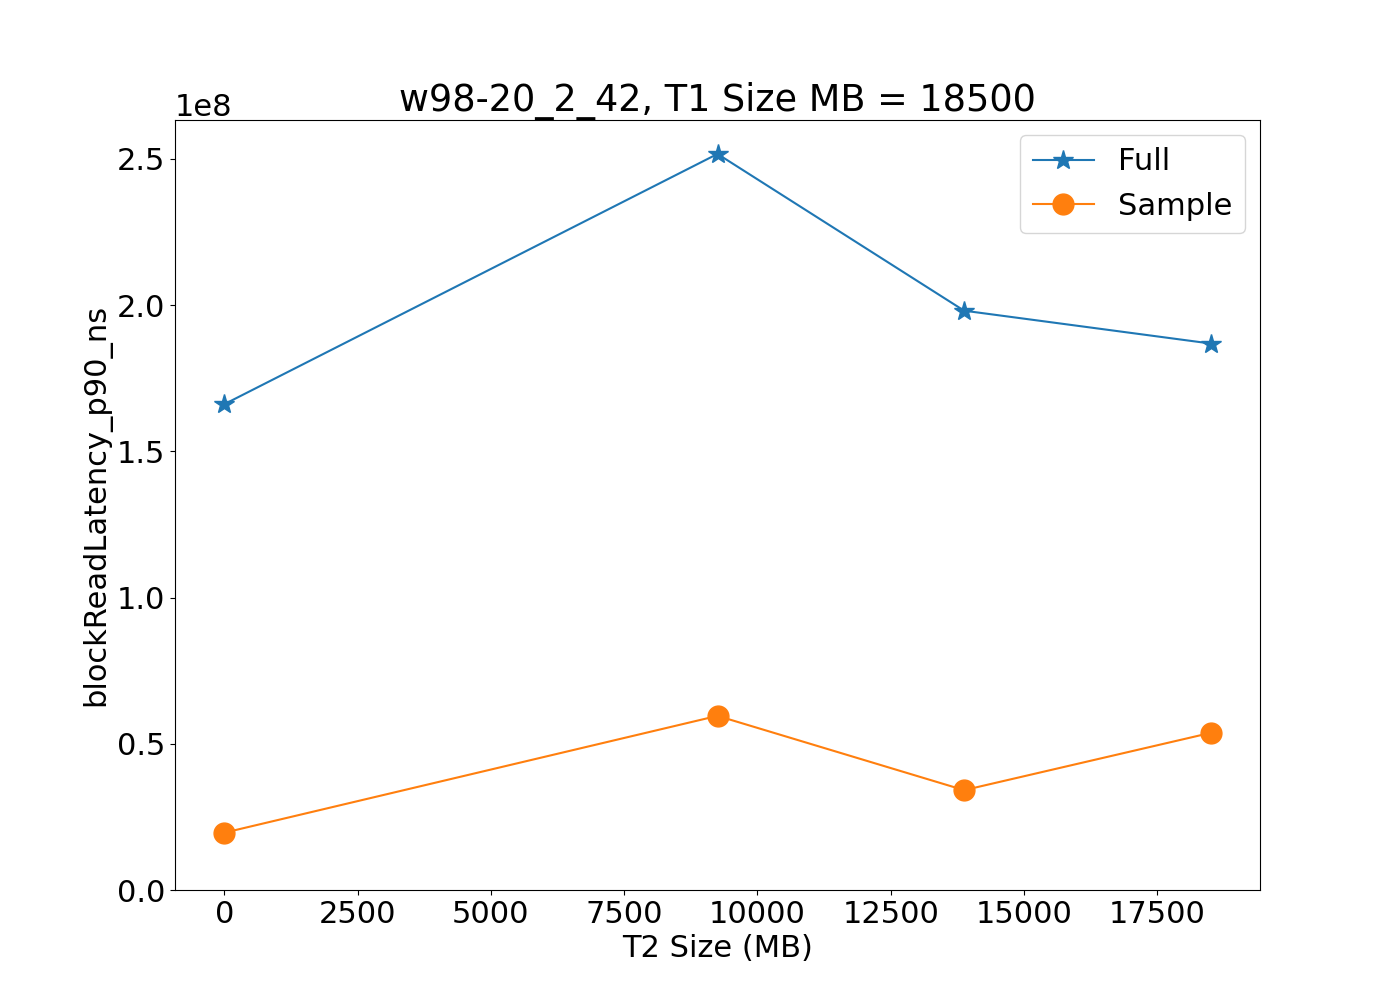 w98-20_2_42, T1 Size MB = 18500
1e8
Full
Sample
blockReadLatency_p90_ns
2.5
2.0
1.5
1.0
0.5
0.0
0 2500 5000 7500 10000 12500 15000 17500
T2 Size (MB)